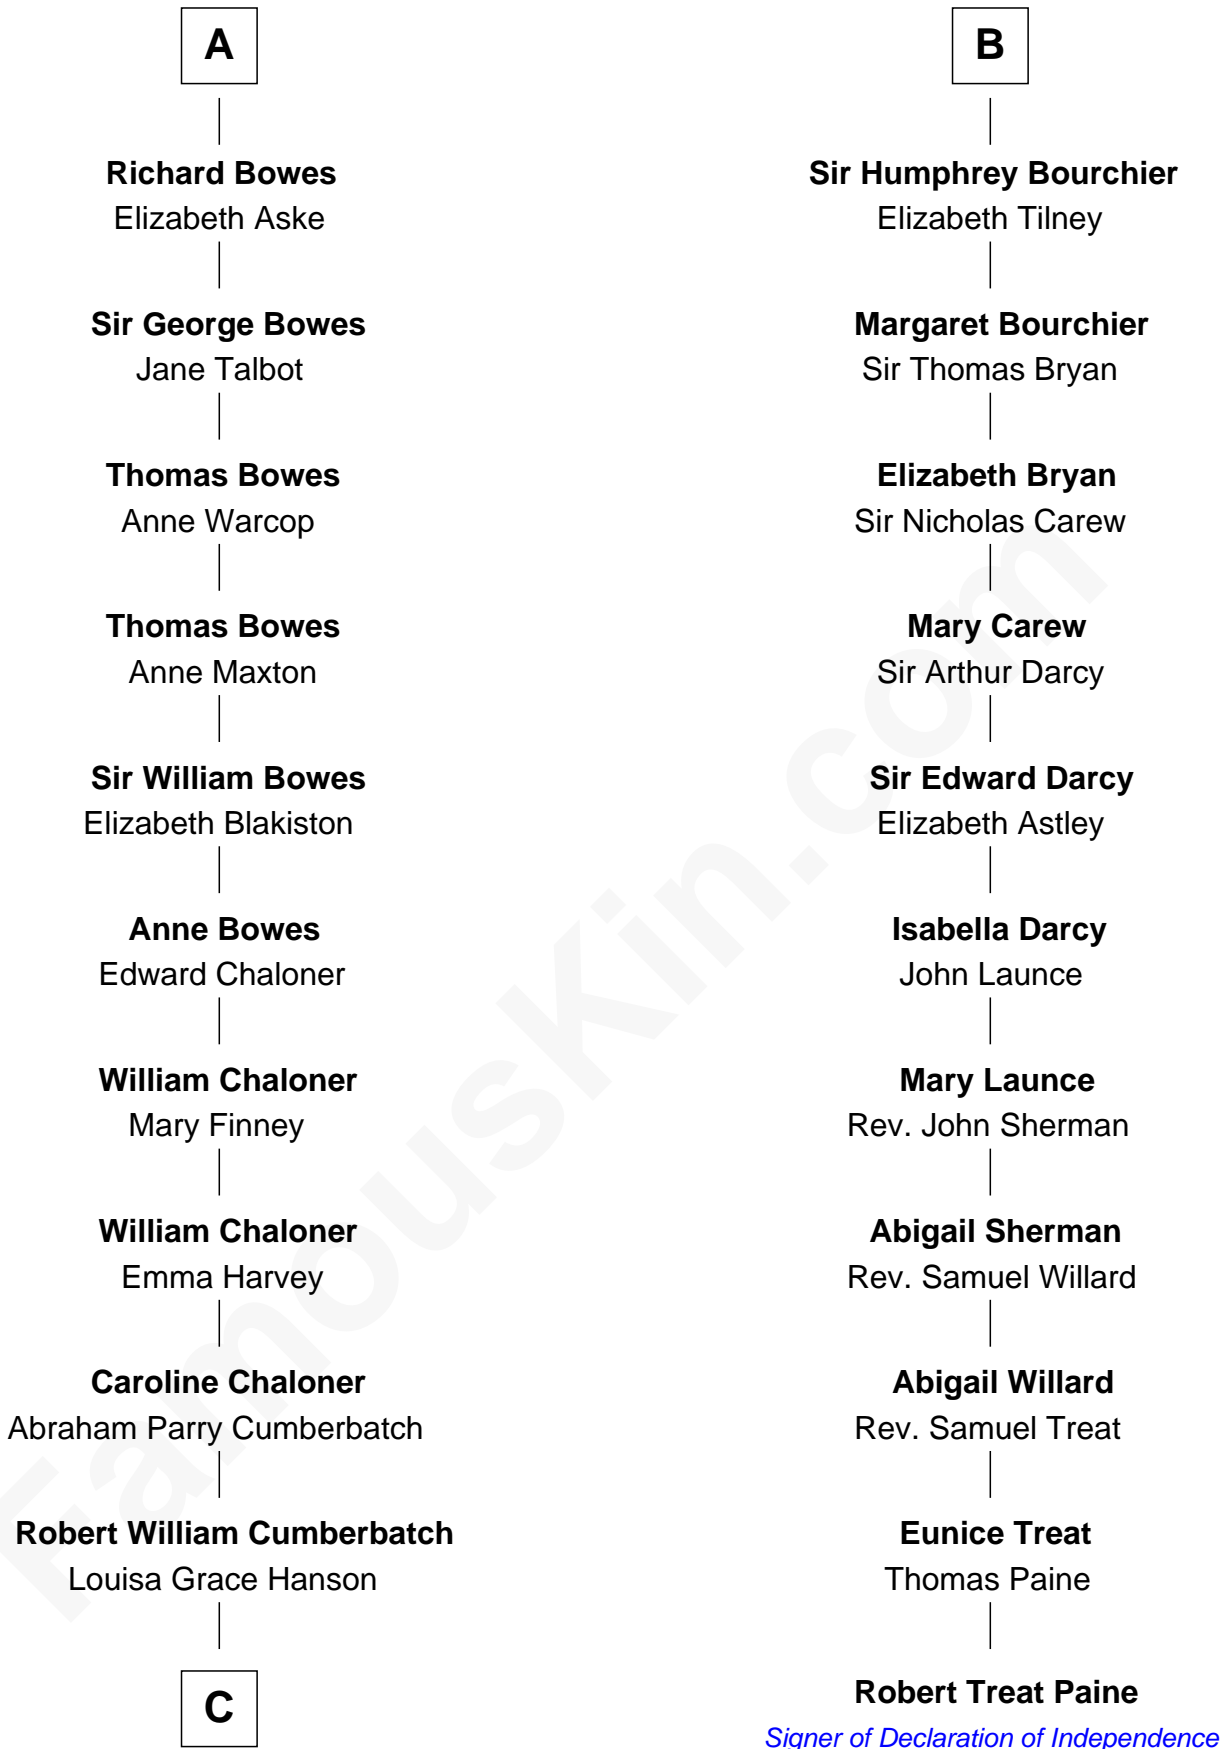 A
Richard Bowes
Elizabeth Aske
Sir George Bowes
Jane Talbot
Thomas Bowes
Anne Warcop
Thomas Bowes
Anne Maxton
Sir William Bowes
Elizabeth Blakiston
Anne Bowes
Edward Chaloner
William Chaloner
Mary Finney
William Chaloner
Emma Harvey
Caroline Chaloner
Abraham Parry Cumberbatch
Robert William Cumberbatch
Louisa Grace Hanson
C
B
Sir Humphrey Bourchier
Elizabeth Tilney
Margaret Bourchier
Sir Thomas Bryan
Elizabeth Bryan
Sir Nicholas Carew
Mary Carew
Sir Arthur Darcy
Sir Edward Darcy
Elizabeth Astley
Isabella Darcy
John Launce
Mary Launce
Rev. John Sherman
Abigail Sherman
Rev. Samuel Willard
Abigail Willard
Rev. Samuel Treat
Eunice Treat
Thomas Paine
Robert Treat Paine
Signer of Declaration of Independence
FamousKin.com